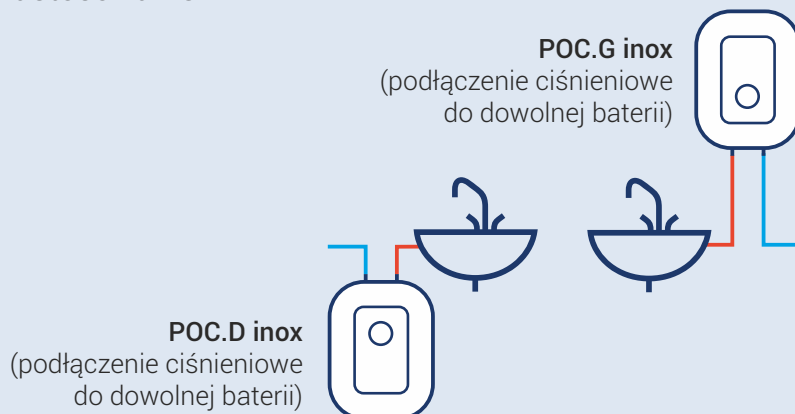 POC.G inox
(podłączenie ciśnieniowe
do dowolnej baterii)
POC.D inox
(podłączenie ciśnieniowe
do dowolnej baterii)